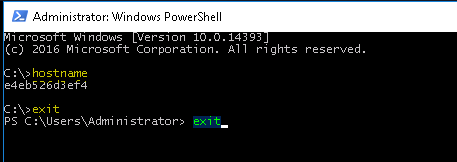 Administrator: Windows PowerShell
Microsoft Windows [Version 10.0.14393]
(c) 2016 Microsoft Corporation. All rights reserved.
C:\>hostname
e4eb526d3ef4
C:\>exit
PS C:\Users\Administrator> exit